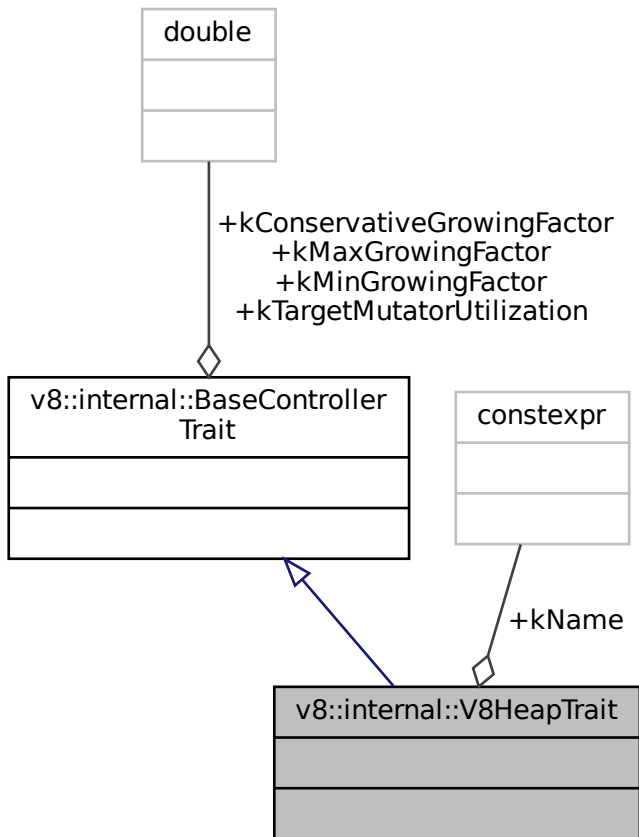 double
+kConservativeGrowingFactor
+kMaxGrowingFactor
+kMinGrowingFactor
+kTargetMutatorUtilization
v8::internal::BaseController
Trait
constexpr
+kName
v8::internal::V8HeapTrait